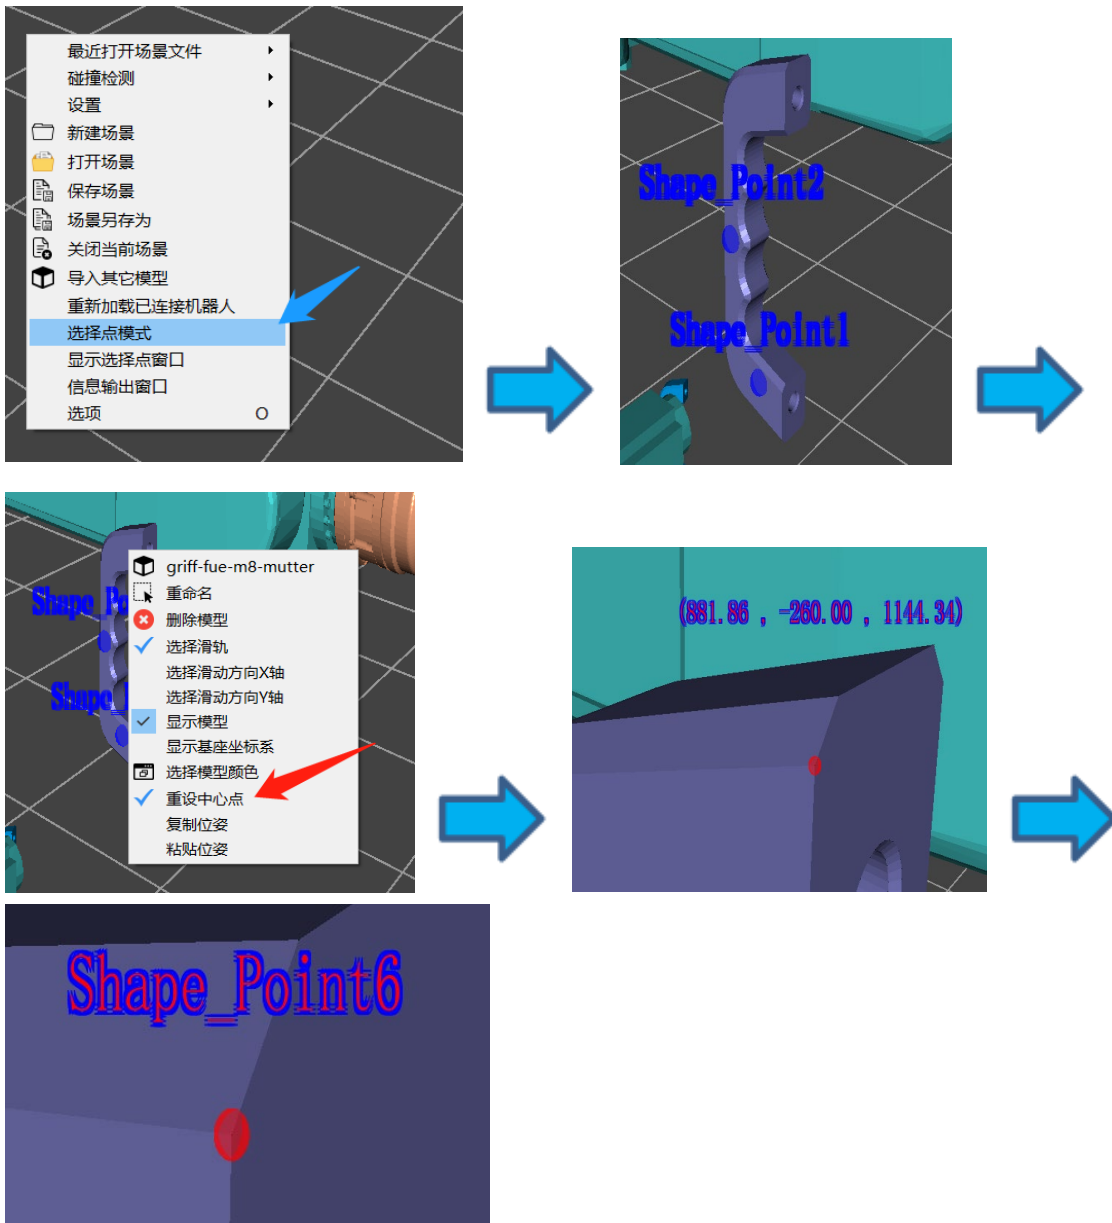 最近打开场景文件
碰撞检测
设置
新建场景
打开场景
保存场景
场景另存为
关闭当前场景
导入其它模型
重新加载已连接机器人
选择点模式
显示选择点窗口
信息输出窗口
选项 O
Shape_Point2
Shape_Point1
griff-fue-m8-mutter
重命名
删除模型
选择滑轨
选择滑动方向X轴
选择滑动方向Y轴
显示模型
显示基座坐标系
选择模型颜色
重设中心点
复制位姿
粘贴位姿
Shape_Po
Shape_
(881.86 , -260.00 , 1144.34)
Shape_Point6